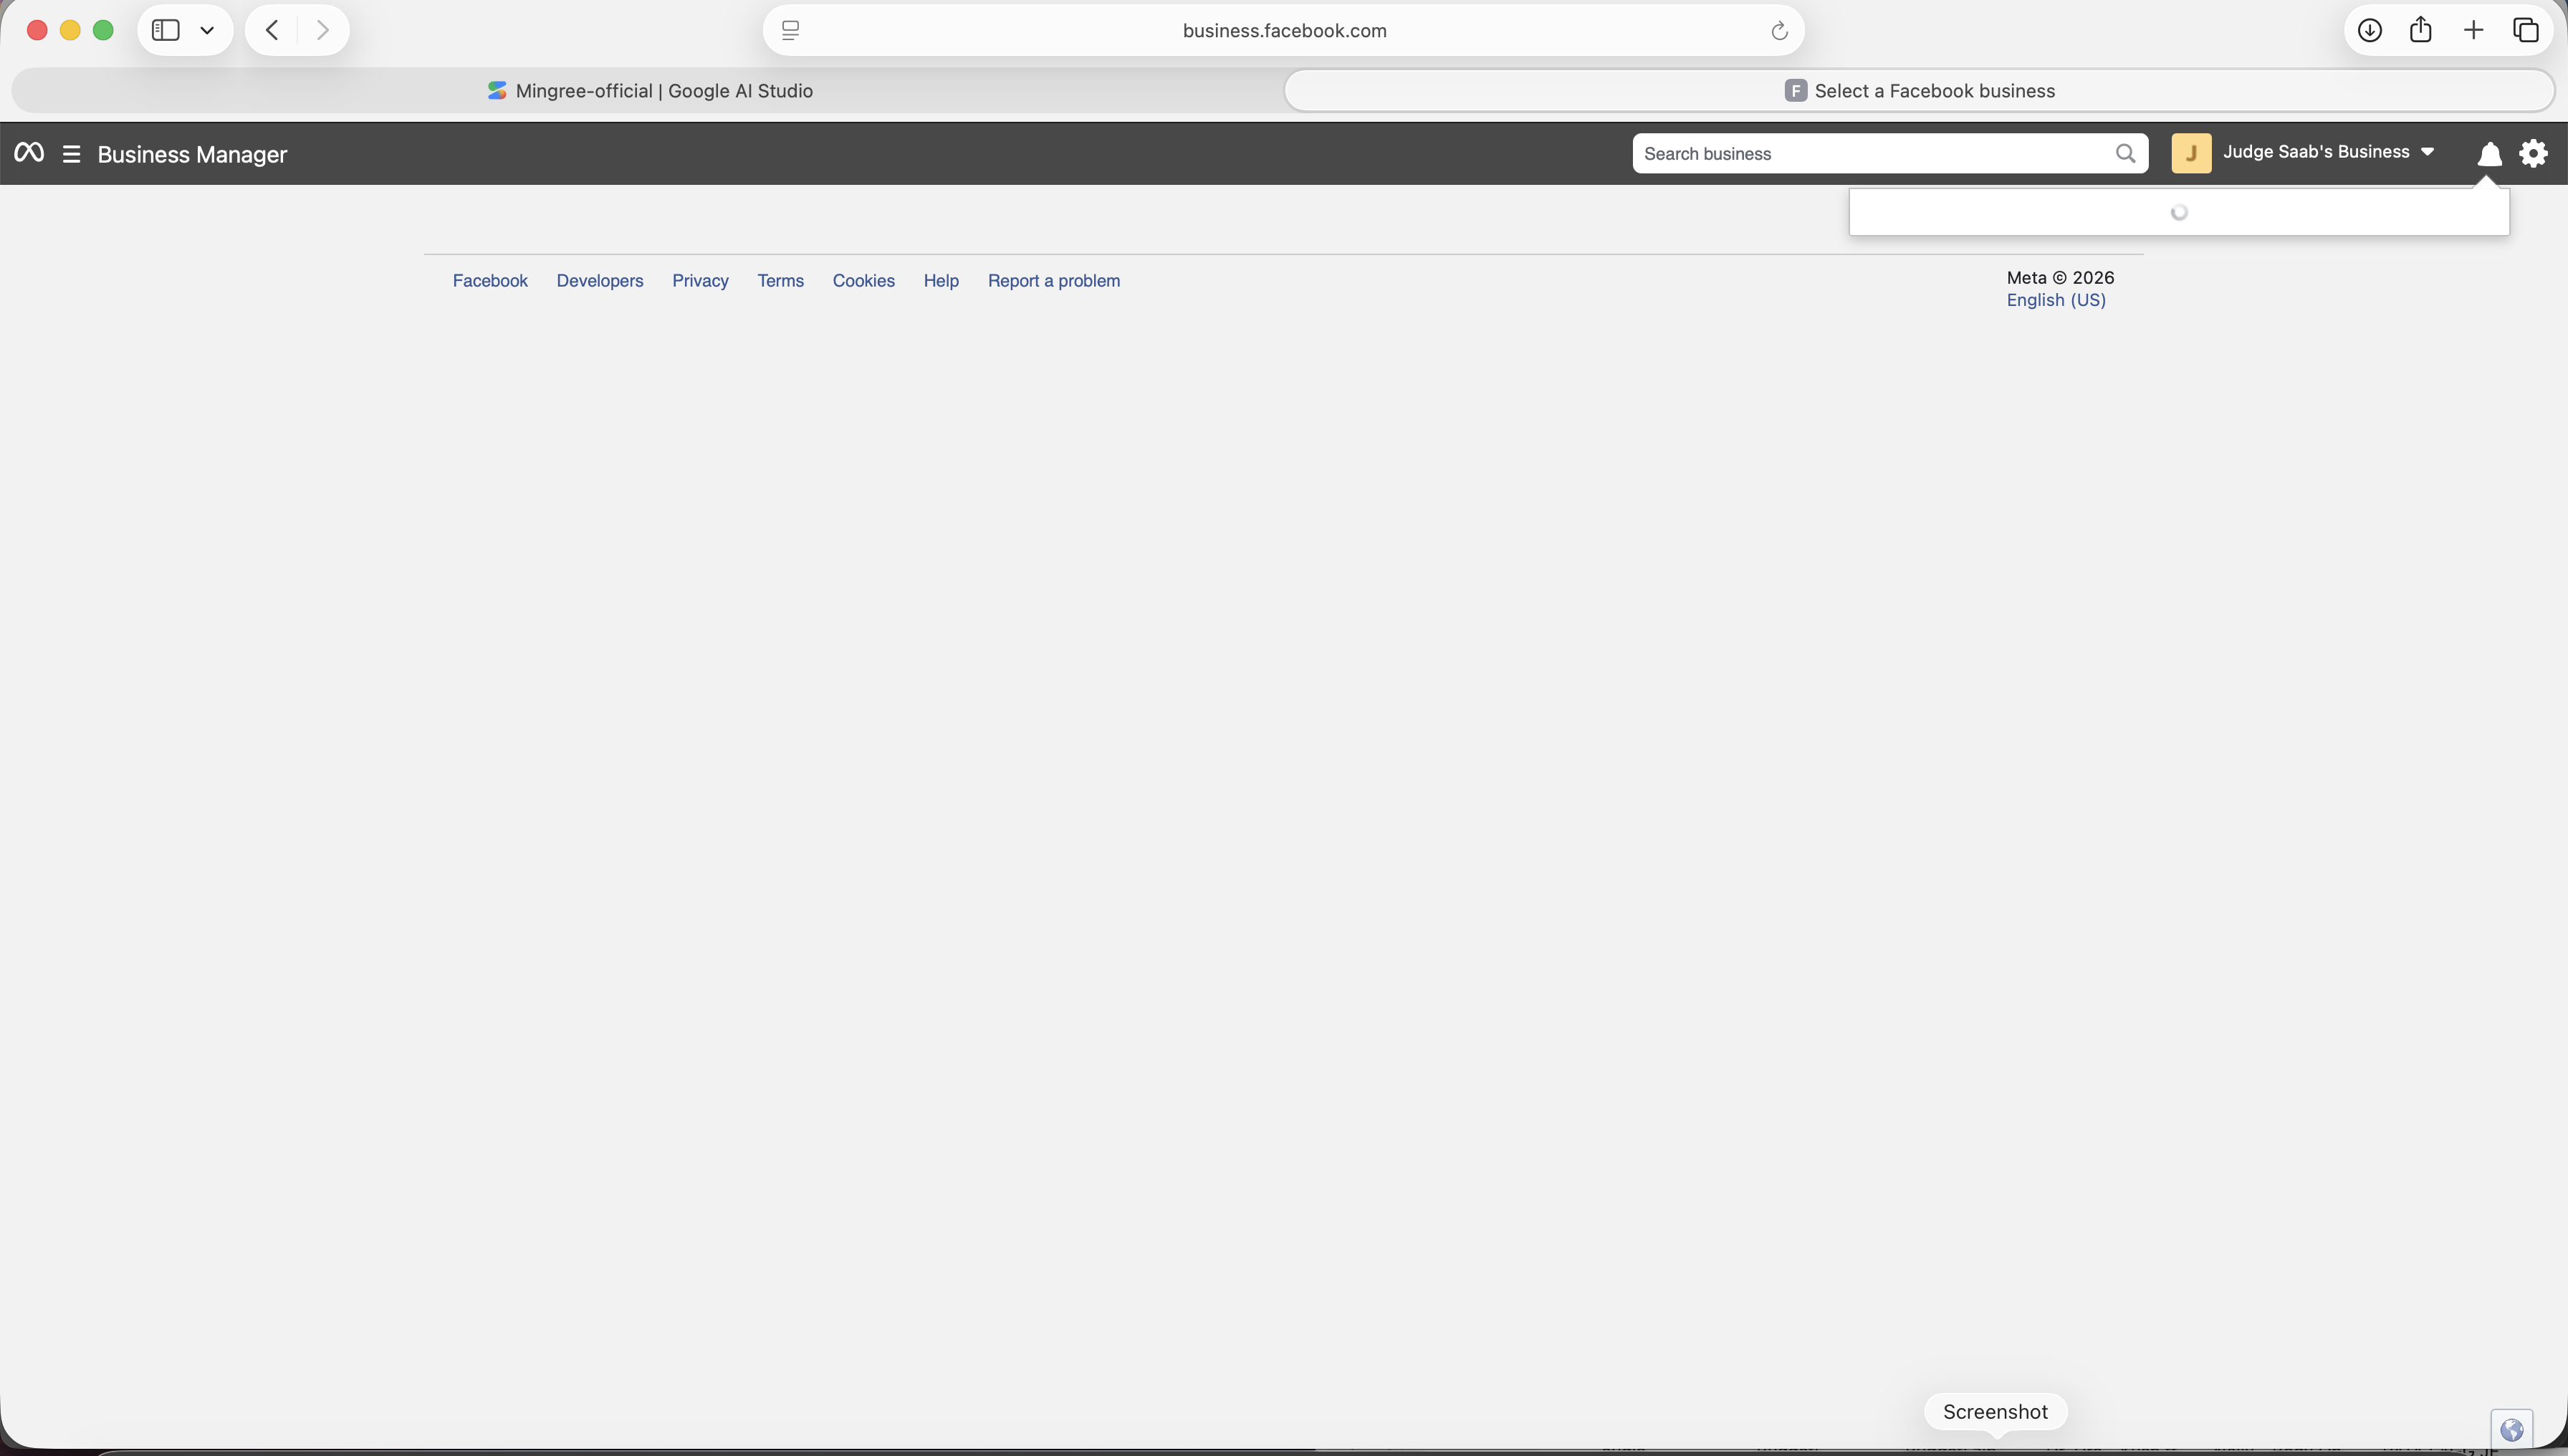 business.facebook.com
Mingree-official | Google AI Studio
F Select a Facebook business
Business Manager
Search business
J Judge Saab's Business
Facebook Developers Privacy Terms Cookies Help Report a problem
Meta © 2026
English (US)
Screenshot